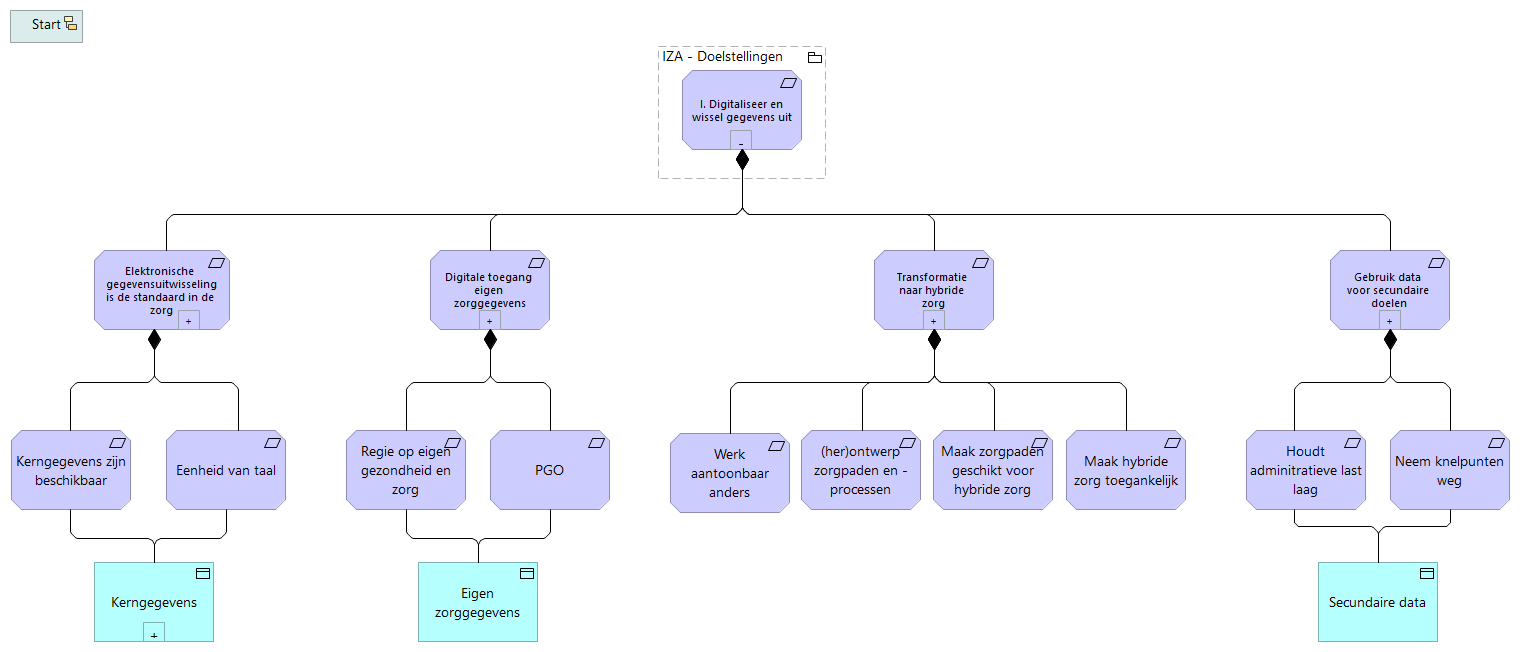 Start
IZA - Doelstellingen
I. Digitaliseer en
wissel gegevens uit
-
Elektronische
gegevensuitwisseling
is de standaard in de
zorg
+
Digitale toegang
eigen
zorggegevens
+
Transformatie
naar hybride
zorg
+
Gebruik data
voor secundaire
doelen
+
Kerngegevens zijn
beschikbaar
Eenheid van taal
Regie op eigen
gezondheid en
zorg
PGO
Werk
aantoonbaar
anders
(her)ontwerp
zorgpaden en -
processen
Maak zorgpaden
geschikt voor
hybride zorg
Maak hybride
zorg toegankelijk
Houdt
adminitratieve last
laag
Neem knelpunten
weg
Kerngegevens
+
Eigen
zorggegevens
Secundaire data